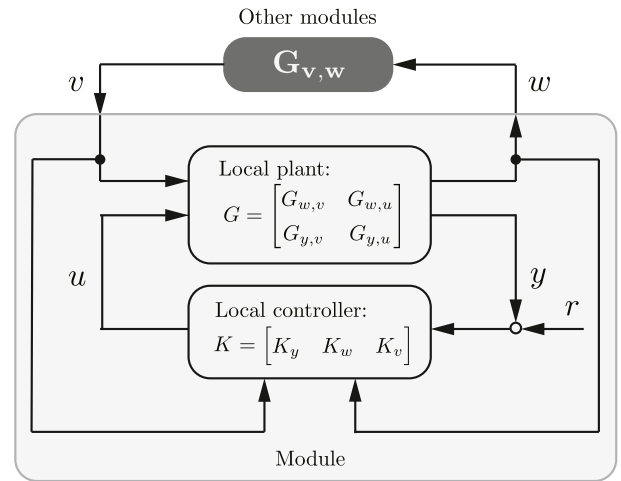 Other modules
G_{v,w}
v
w
Local plant:
G = [G_{w,v} G_{w,u}
G_{y,v} G_{y,u}]
u
y
Local controller:
r
K = [K_y K_w K_v]
Module